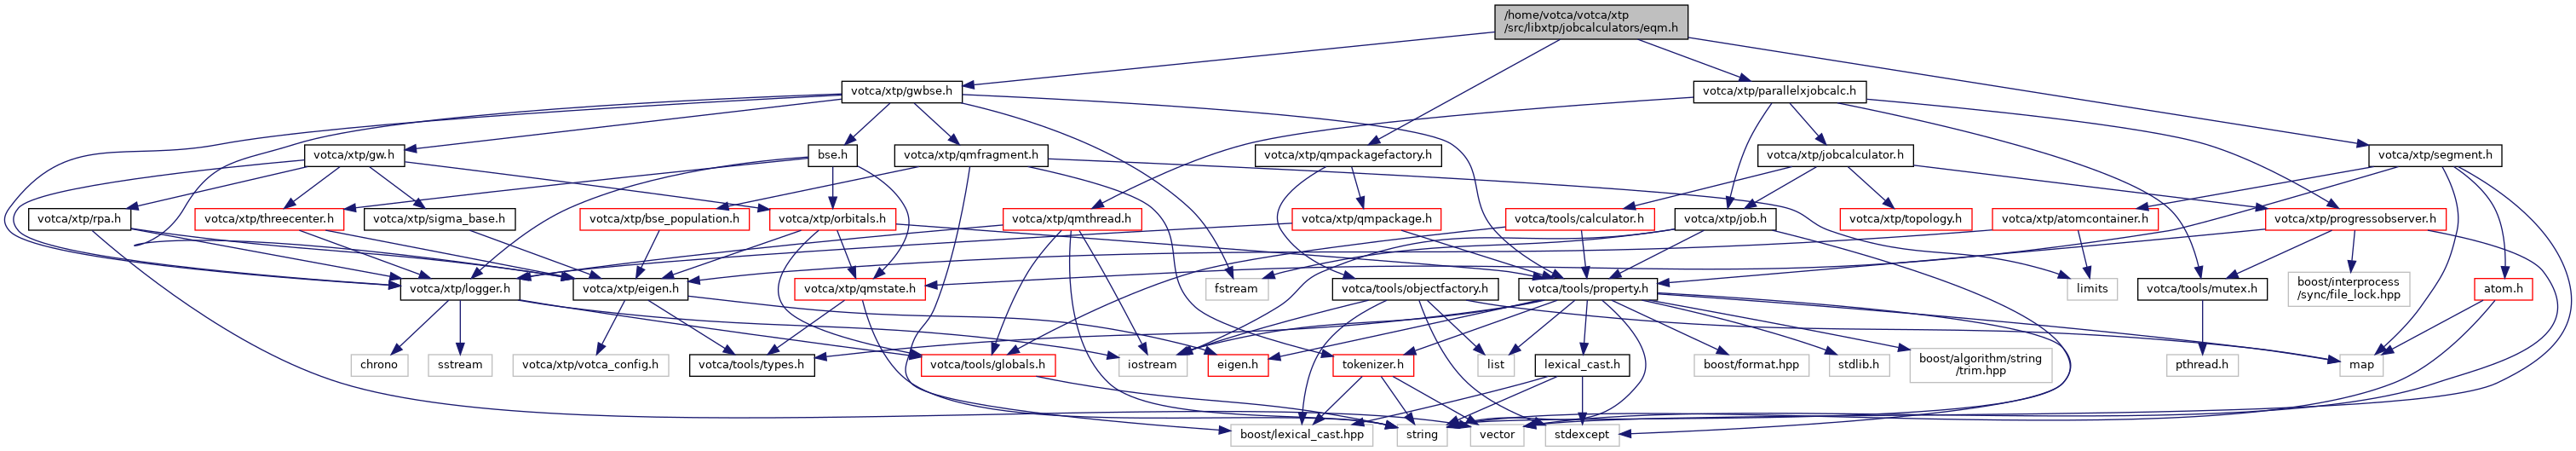 /home/votca/votca/xtp
/src/libxtp/jobcalculators/eqm.h
votca/xtp/gwbse.h
votca/xtp/parallelxjobcalc.h
votca/xtp/gw.h
bse.h
votca/xtp/qmfragment.h
votca/xtp/qmpackagefactory.h
votca/xtp/jobcalculator.h
votca/xtp/segment.h
votca/xtp/rpa.h
votca/xtp/threecenter.h
votca/xtp/sigma_base.h
votca/xtp/bse_population.h
votca/xtp/orbitals.h
votca/xtp/qmthread.h
votca/xtp/qmpackage.h
votca/tools/calculator.h
votca/xtp/job.h
votca/xtp/topology.h
votca/xtp/atomcontainer.h
votca/xtp/progressobserver.h
votca/xtp/logger.h
votca/xtp/eigen.h
votca/xtp/qmstate.h
fstream
votca/tools/objectfactory.h
votca/tools/property.h
limits
votca/tools/mutex.h
boost/interprocess
/sync/file_lock.hpp
atom.h
chrono
sstream
votca/xtp/votca_config.h
votca/tools/types.h
votca/tools/globals.h
iostream
eigen.h
tokenizer.h
list
lexical_cast.h
boost/format.hpp
stdlib.h
boost/algorithm/string
/trim.hpp
pthread.h
map
boost/lexical_cast.hpp
string
vector
stdexcept